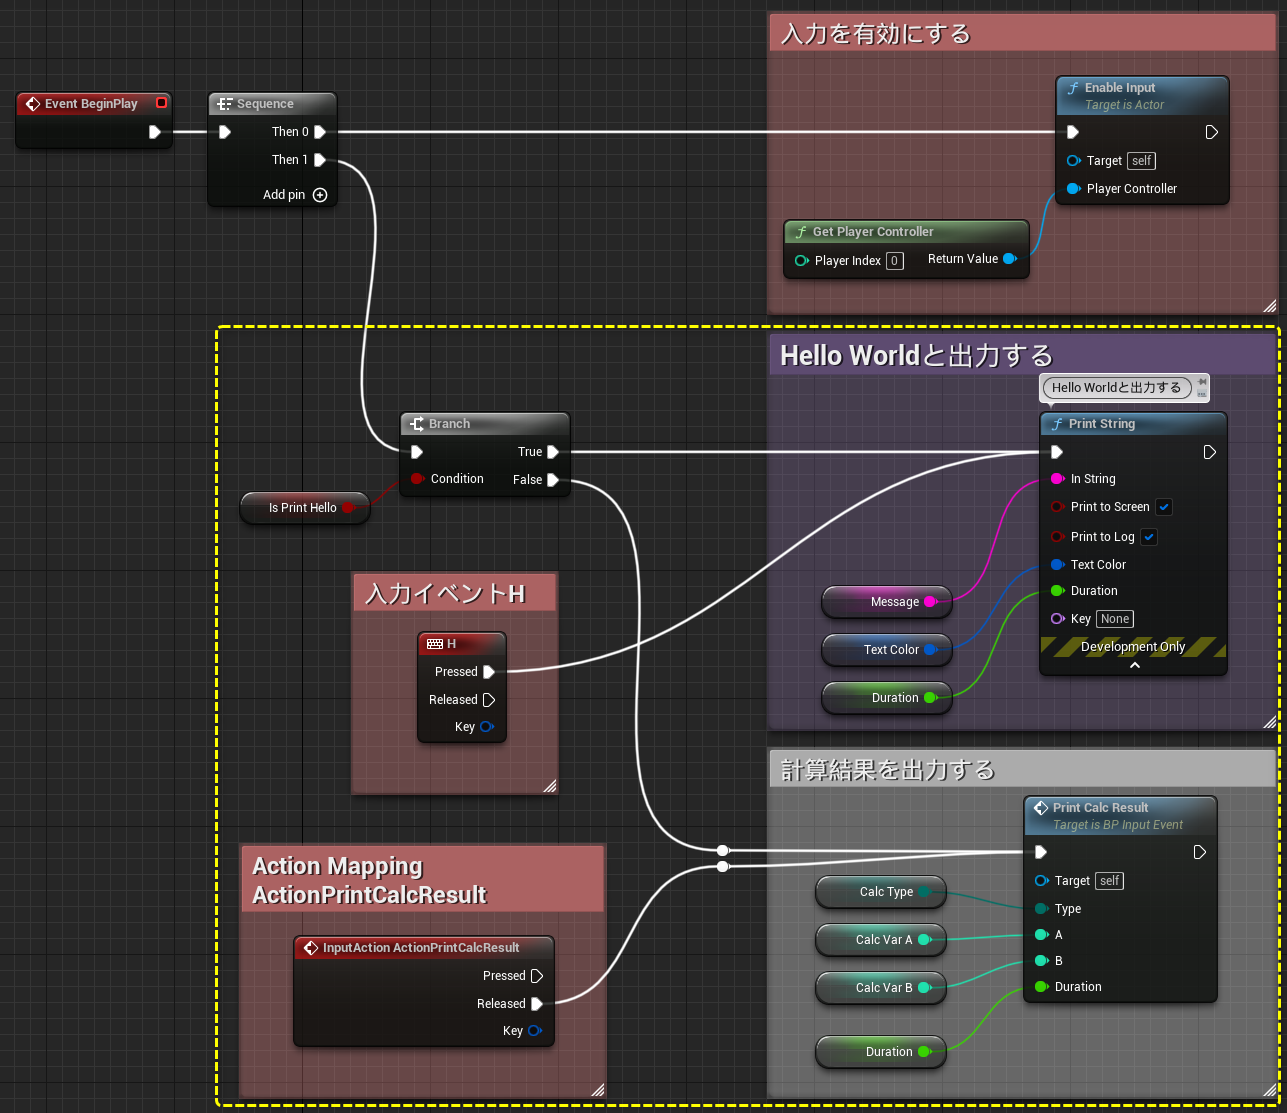 入力を有効にする
Enable Input
Target is Actor
Target self
Player Controller
Get Player Controller
Player Index 0 Return Value
Event BeginPlay
Sequence
Then 0
Then 1
Add pin
Hello Worldと出力する
Hello Worldと出力する
Print String
In String
Print to Screen
Print to Log
Text Color
Duration
Key None
Development Only
Message
Text Color
Duration
Branch
True
Condition False
Is Print Hello
入力イベントH
H
Pressed
Released
Key
計算結果を出力する
Print Calc Result
Target is BP Input Event
Target self
Type
A
B
Duration
Calc Type
Calc Var A
Calc Var B
Duration
Action Mapping
ActionPrintCalcResult
InputAction ActionPrintCalcResult
Pressed
Released
Key